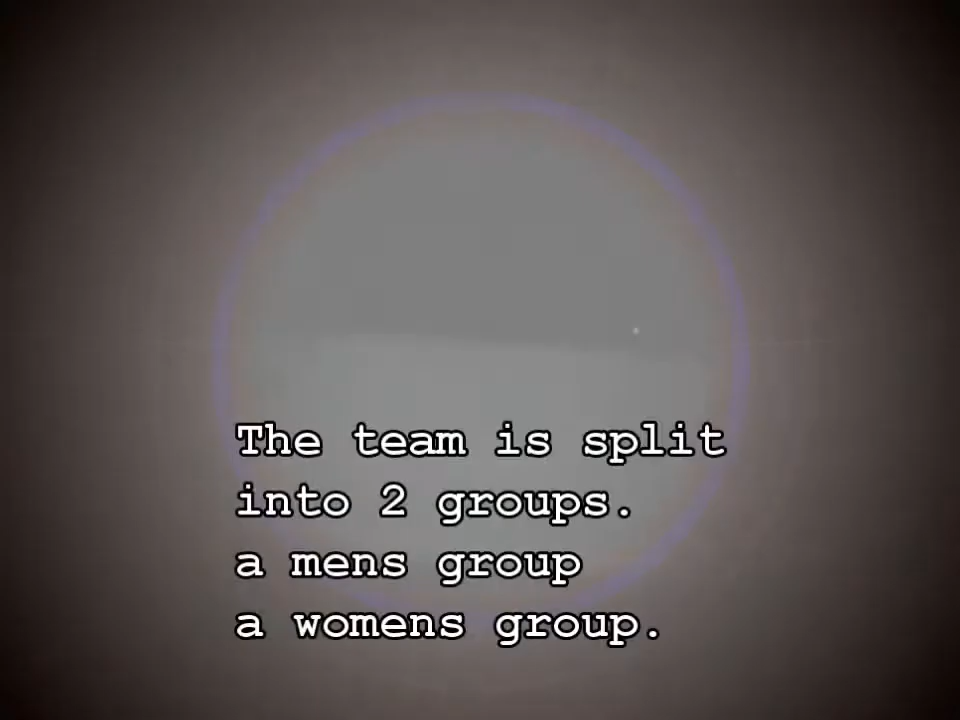 The team is split
into 2 groups.
a mens group
a womens group.